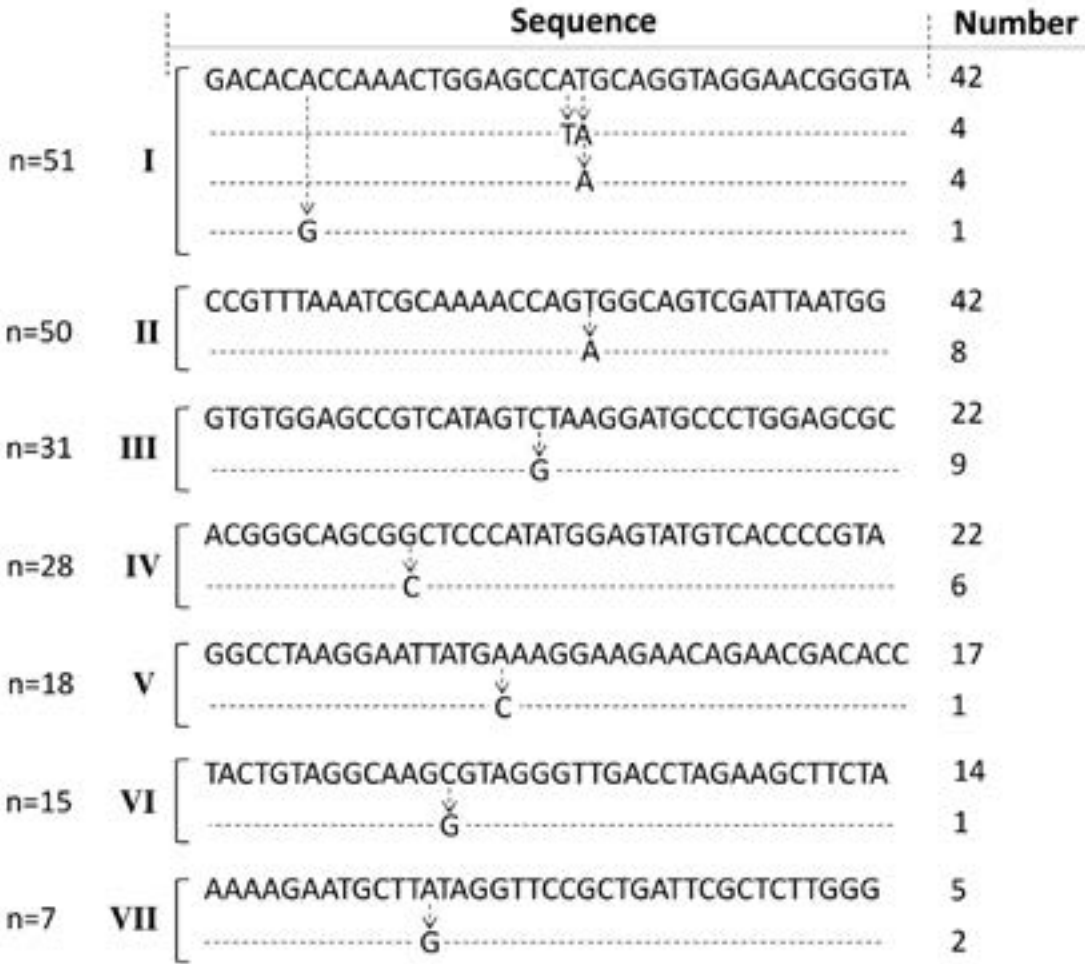 Sequence Number
GACACACCAAACTGGAGCCATGCAGGTAGGAACGGGTA 42
TA 4
n=51 I
A 4
G 1
CCGTTTAAATCGCAAAACCAGTGGCAGTCGATTAATGG 42
n=50 II
A 8
GTGTGGAGCCGTCATAGTCTAAGGATGCCCTGGAGCGC 22
n=31 III
G 9
ACGGGCAGCGGCTCCCATATGGAGTATGTCACCCCGTA 22
n=28 IV
C 6
GGCCTAAGGAATTATGAAAGGAAGAACAGAACGACACC 17
n=18 V
C 1
TACTGTAGGCAAGCGTAGGGTTGACCTAGAAGCTTCTA 14
n=15 VI
G 1
AAAAGAATGCTTATAGGTTCCGCTGATTCGCTCTTGGG 5
n=7 VII
G 2